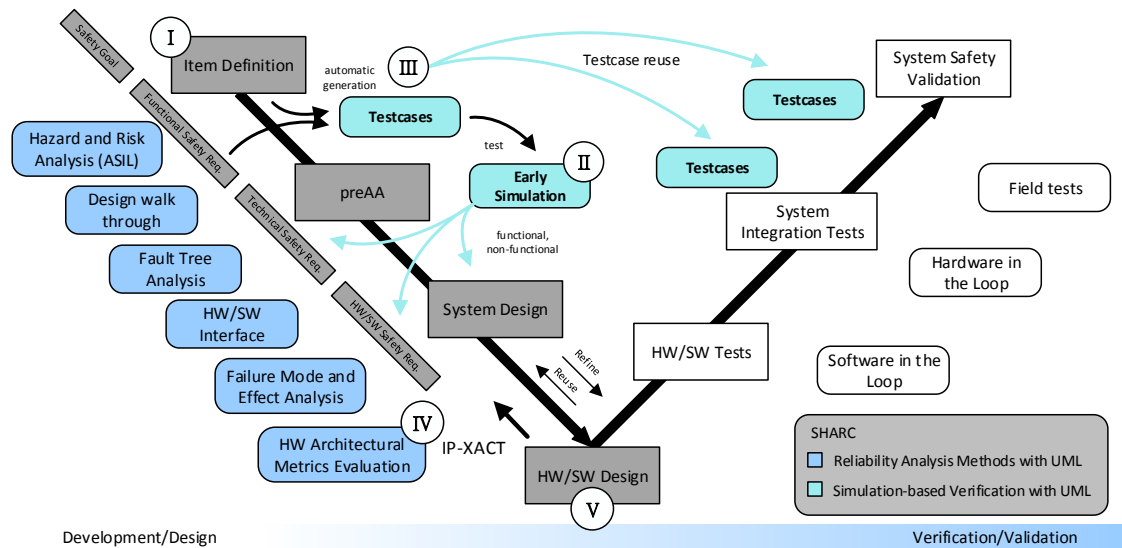 I
Item Definition
Safety Goal
Functional Safety Req.
Technical Safety Req.
HW/SW Safety Req.
automatic
generation
III
Testcases
Testcase reuse
Testcases
Testcases
System Safety
Validation
test
II
Early
Simulation
functional,
non-functional
preAA
System Design
Refine
Reuse
IP-XACT
HW/SW Design
V
HW/SW Tests
System
Integration Tests
Hazard and Risk
Analysis (ASIL)
Design walk
through
Fault Tree
Analysis
HW/SW
Interface
Failure Mode and
Effect Analysis
IV
HW Architectural
Metrics Evaluation
Field tests
Hardware in
the Loop
Software in the
Loop
SHARC
Reliability Analysis Methods with UML
Simulation-based Verification with UML
Development/Design
Verification/Validation